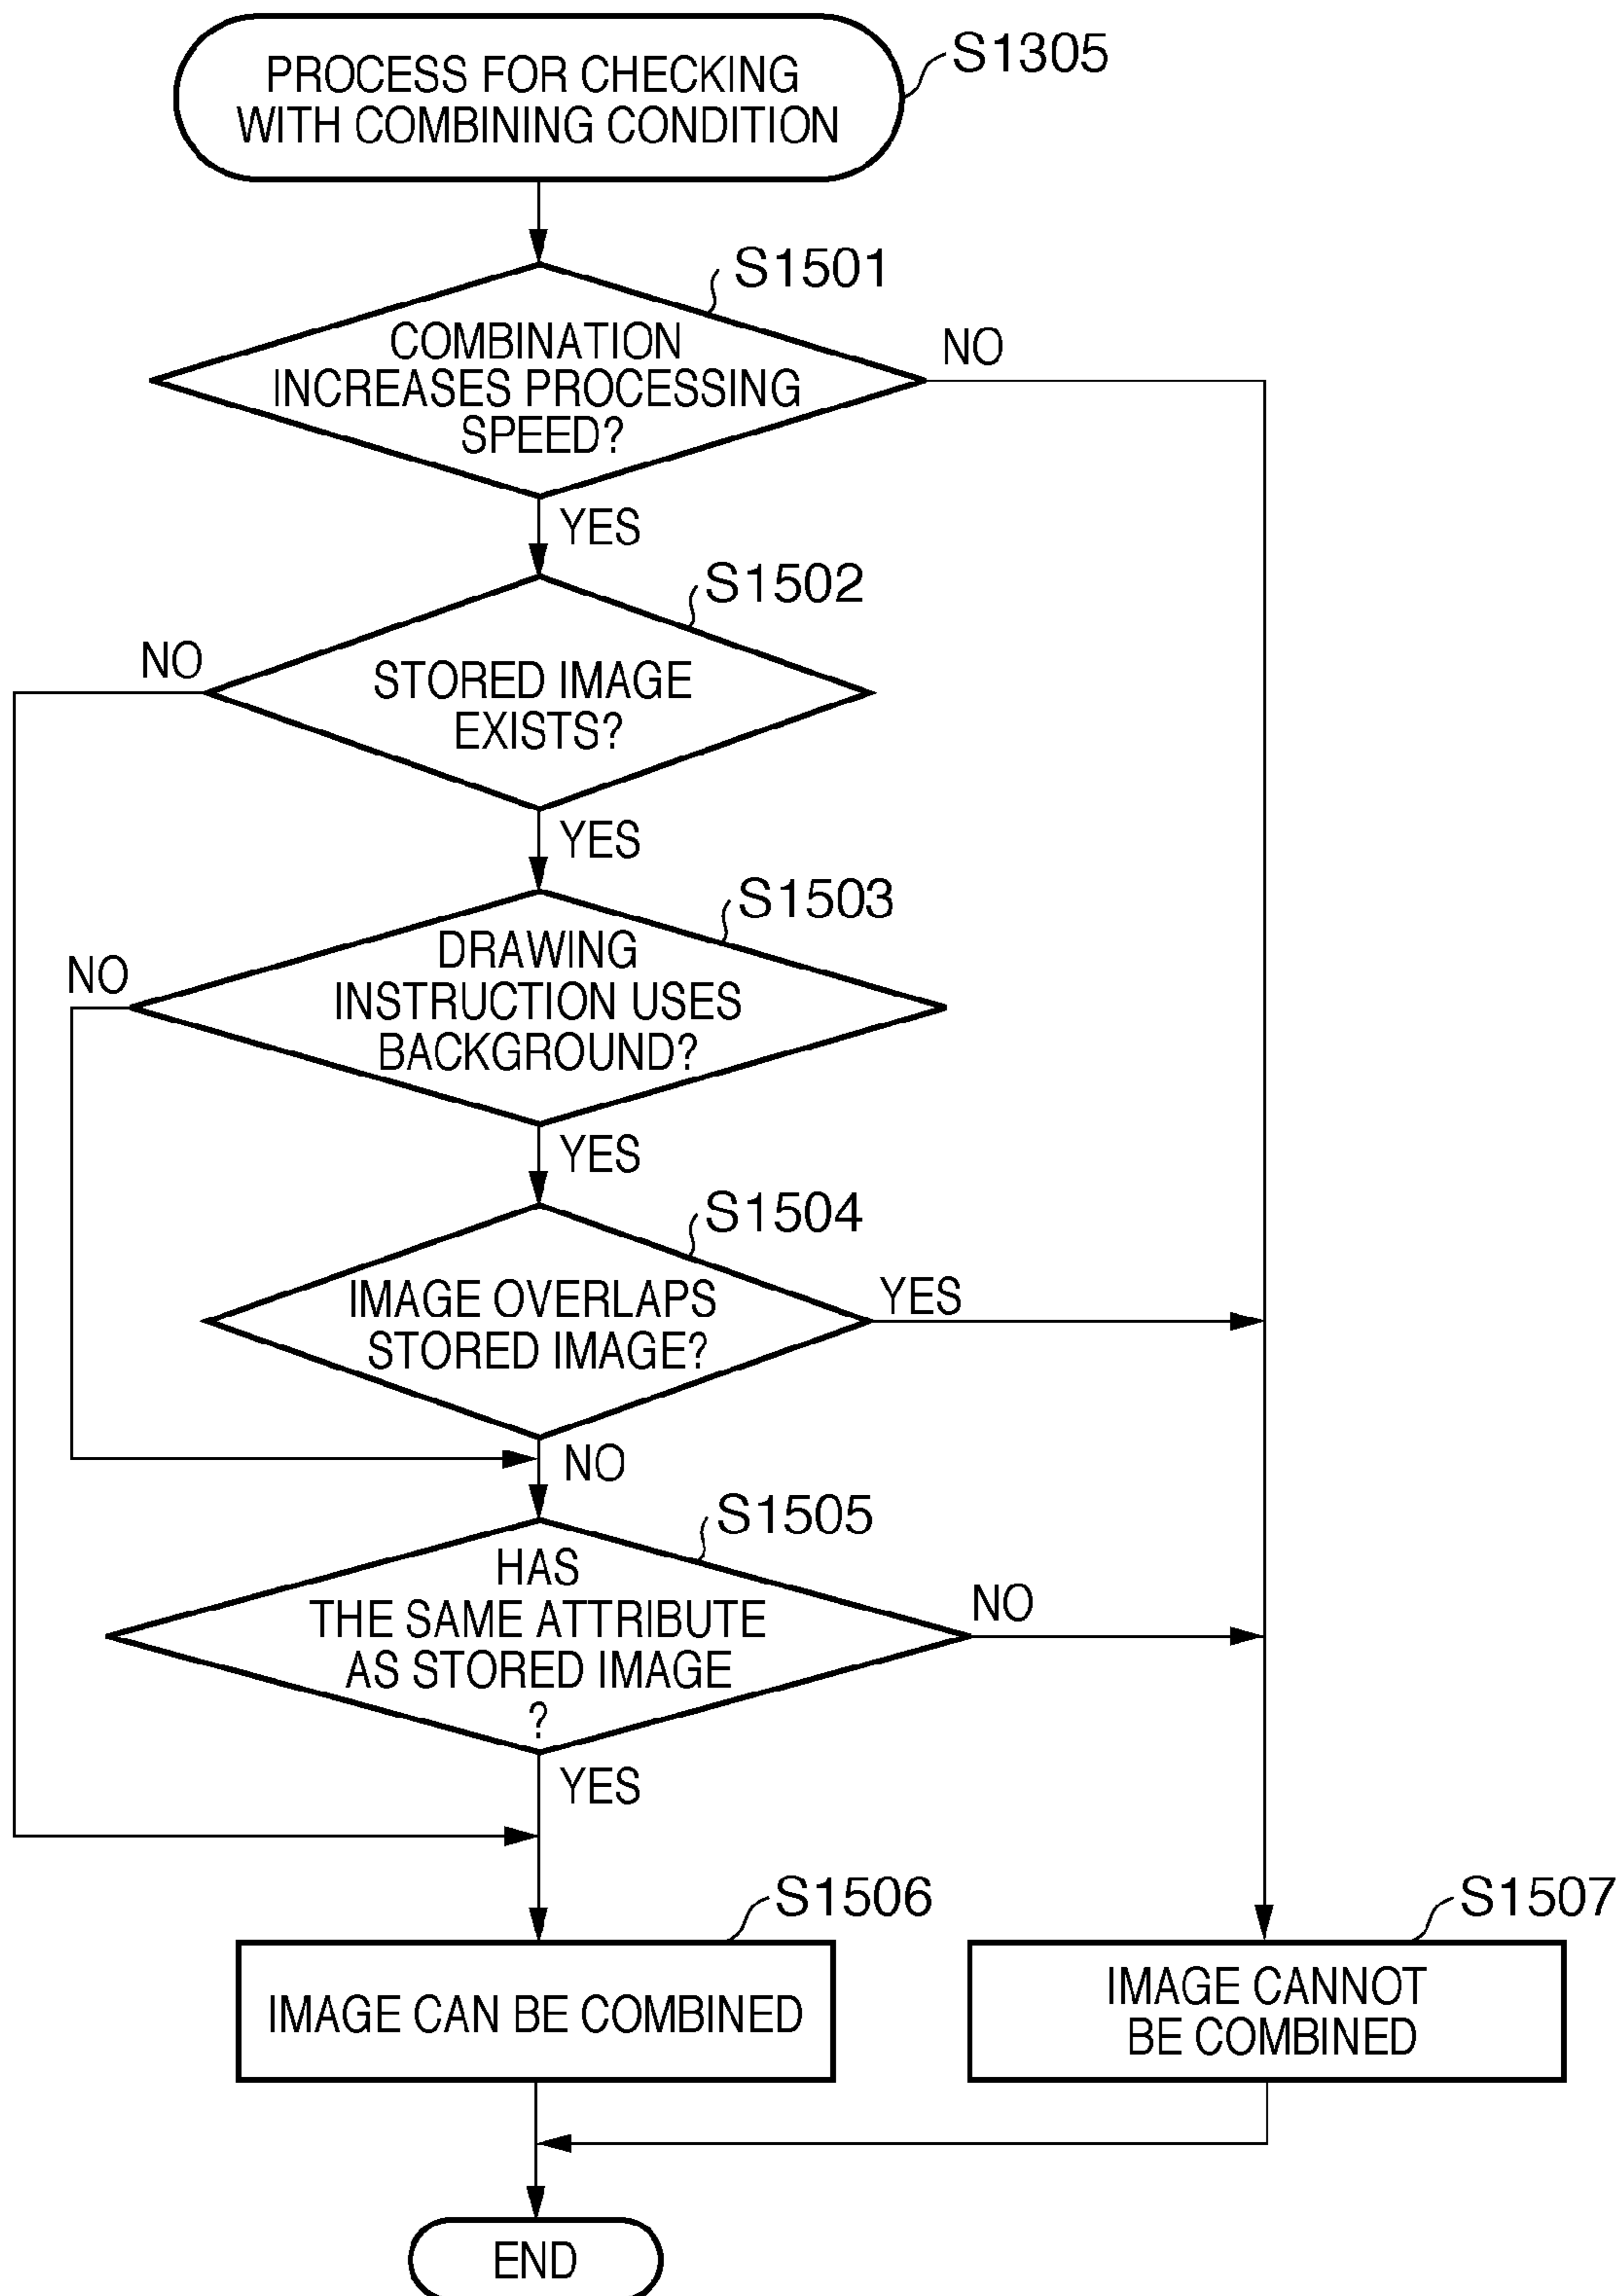 PROCESS FOR CHECKING
WITH COMBINING CONDITION
S1305
S1501
COMBINATION
INCREASES PROCESSING
SPEED?
NO
YES
S1502
NO
STORED IMAGE
EXISTS?
YES
S1503
NO
DRAWING
INSTRUCTION USES
BACKGROUND?
YES
S1504
IMAGE OVERLAPS
STORED IMAGE?
YES
NO
S1505
HAS
THE SAME ATTRIBUTE
AS STORED IMAGE
?
NO
YES
S1506
IMAGE CAN BE COMBINED
S1507
IMAGE CANNOT
BE COMBINED
END